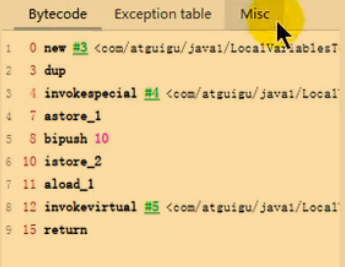 Bytecode Exception table Misc
1 0 new #3 <com/atguigu/java1/LocalVariablesT
2 3 dup
3 4 invokespecial #4 <com/atguigu/java1/Local
4 7 astore_1
5 8 bipush 10
6 10 istore_2
7 11 aload_1
8 12 invokevirtual #5 <com/atguigu/java1/Local
9 15 return